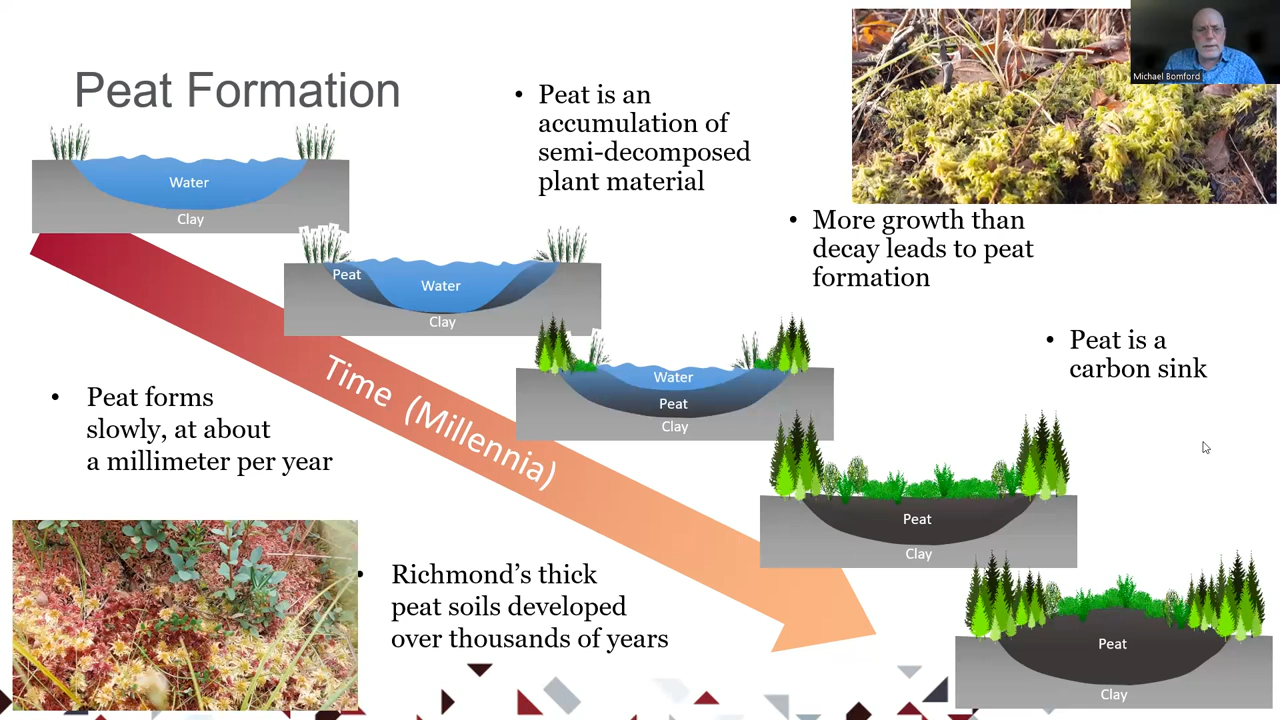 Peat Formation
• Peat is an
accumulation of
semi-decomposed
plant material
Michael Bomford
Water
Clay
• More growth than
decay leads to peat
formation
Peat
Water
Clay
• Peat is a
carbon sink
Time (Millennia)
Water
Peat
Clay
• Peat forms
slowly, at about
a millimeter per year
Peat
Clay
• Richmond’s thick
peat soils developed
over thousands of years
Peat
Clay